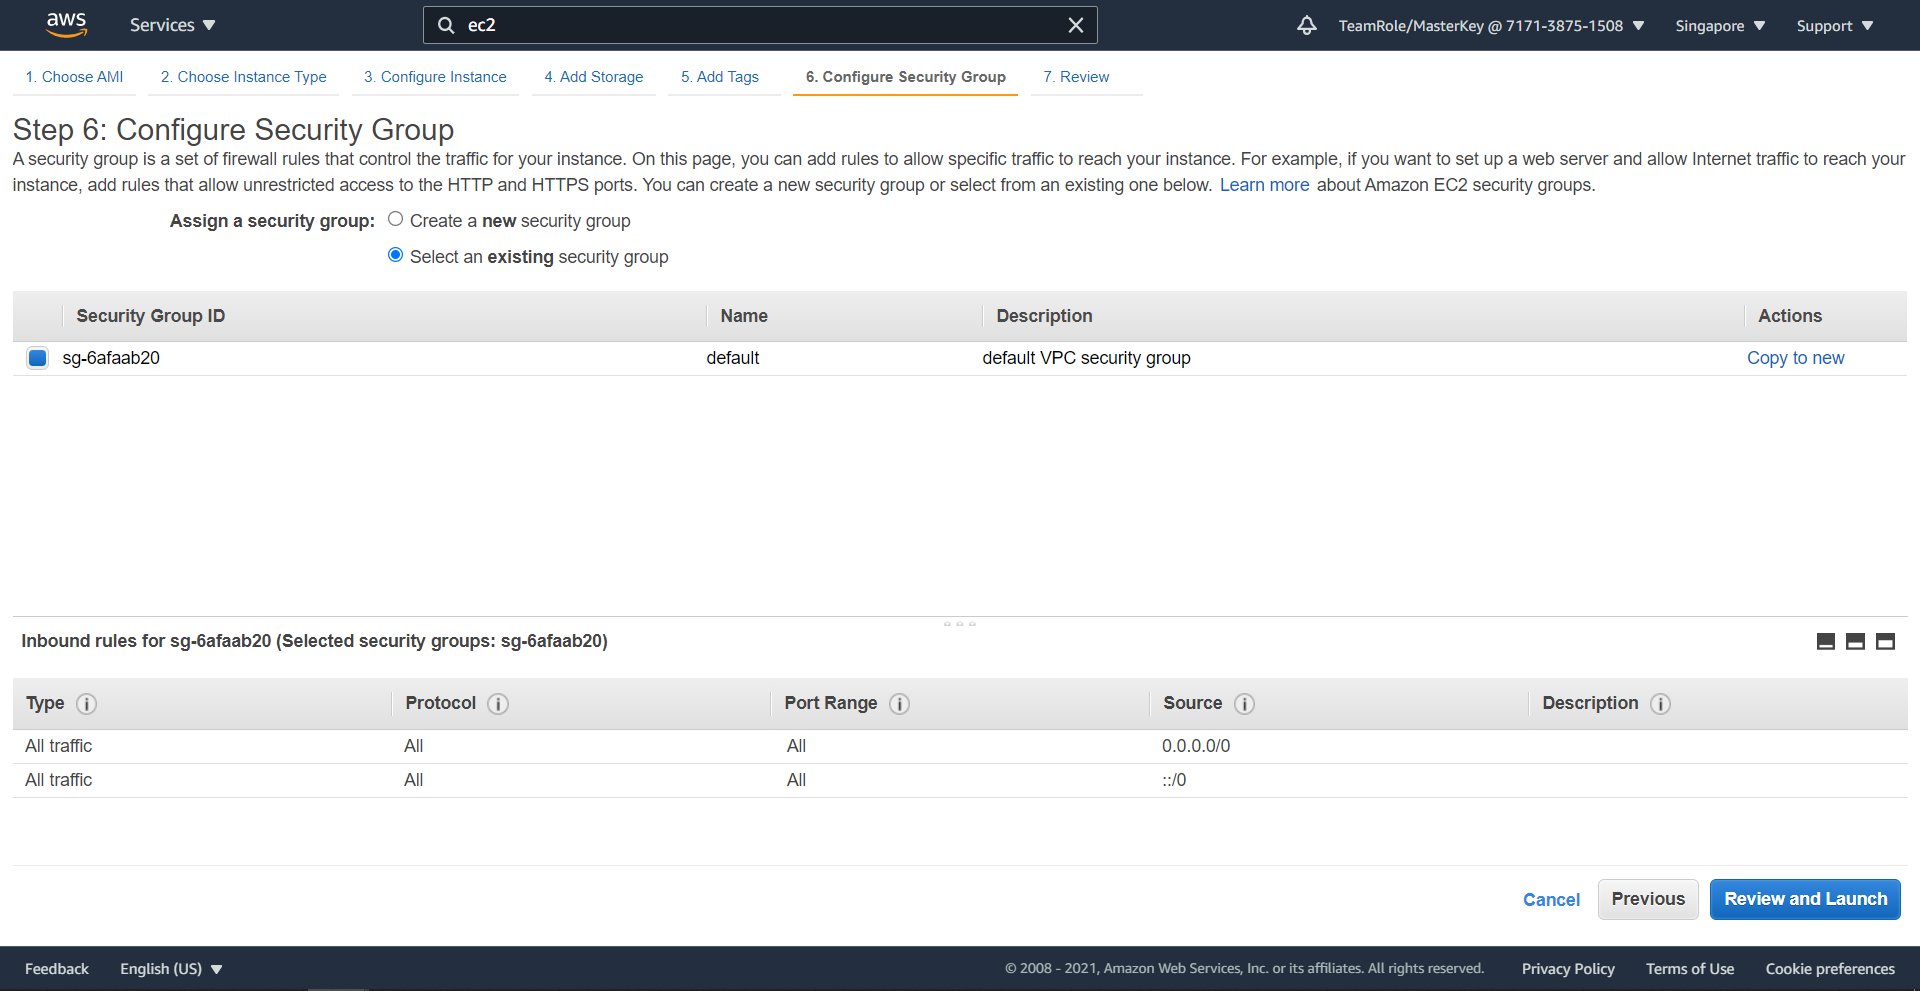 aws Services ec2 TeamRole/MasterKey @ 7171-3875-1508 Singapore Support
1. Choose AMI 2. Choose Instance Type 3. Configure Instance 4. Add Storage 5. Add Tags 6. Configure Security Group 7. Review
Step 6: Configure Security Group
A security group is a set of firewall rules that control the traffic for your instance. On this page, you can add rules to allow specific traffic to reach your instance. For example, if you want to set up a web server and allow Internet traffic to reach your
instance, add rules that allow unrestricted access to the HTTP and HTTPS ports. You can create a new security group or select from an existing one below. Learn more about Amazon EC2 security groups.
Assign a security group: Create a new security group
Select an existing security group
Security Group ID Name Description Actions
sg-6afaab20 default default VPC security group Copy to new
Inbound rules for sg-6afaab20 (Selected security groups: sg-6afaab20)
Type Protocol Port Range Source Description
All traffic All All 0.0.0.0/0
All traffic All All ::/0
Cancel Previous Review and Launch
Feedback English (US) © 2008 - 2021, Amazon Web Services, Inc. or its affiliates. All rights reserved. Privacy Policy Terms of Use Cookie preferences